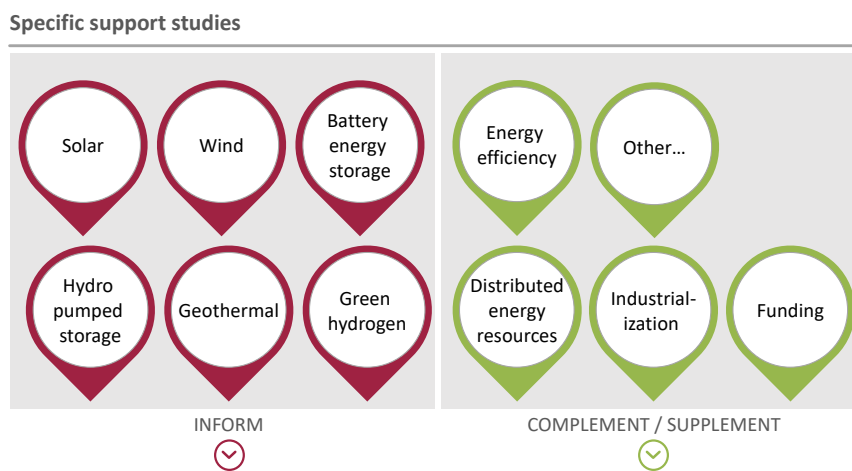 Specific support studies
Solar
Wind
Battery
energy
storage
Hydro
pumped
storage
Geothermal
Green
hydrogen
INFORM
Energy
efficiency
Other...
Distributed
energy
resources
Industrial-
ization
Funding
COMPLEMENT / SUPPLEMENT